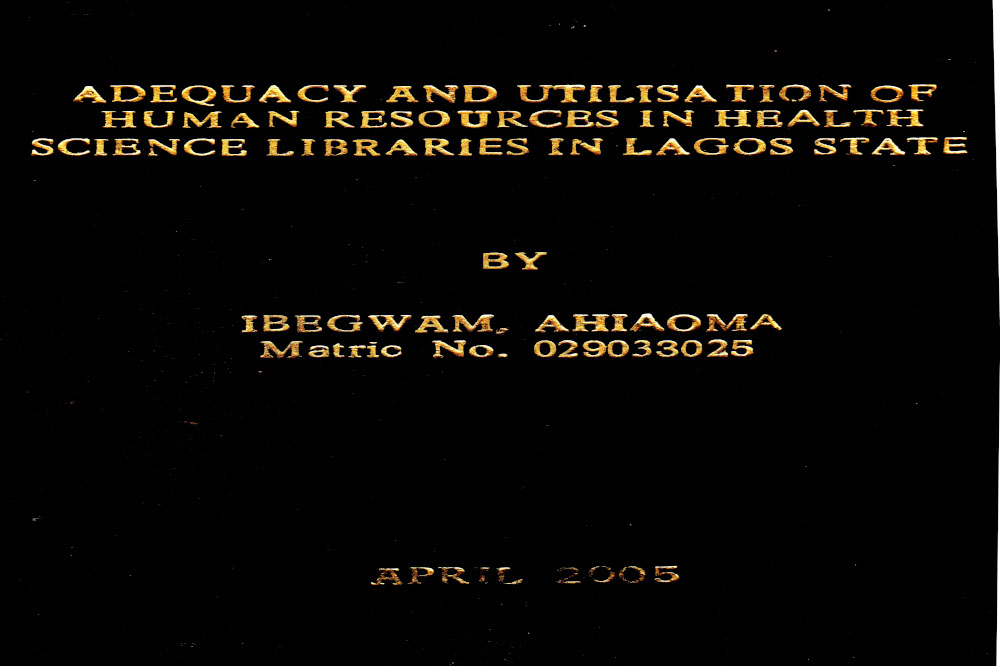 ADEQUACY AND UTILISATION OF
HUMAN RESOURCES IN HEALTH
SCIENCE LIBRARIES IN LAGOS STATE
BY
IBEGWAM, AHIAOMA
Matric No. 029033025
APRIL 2005